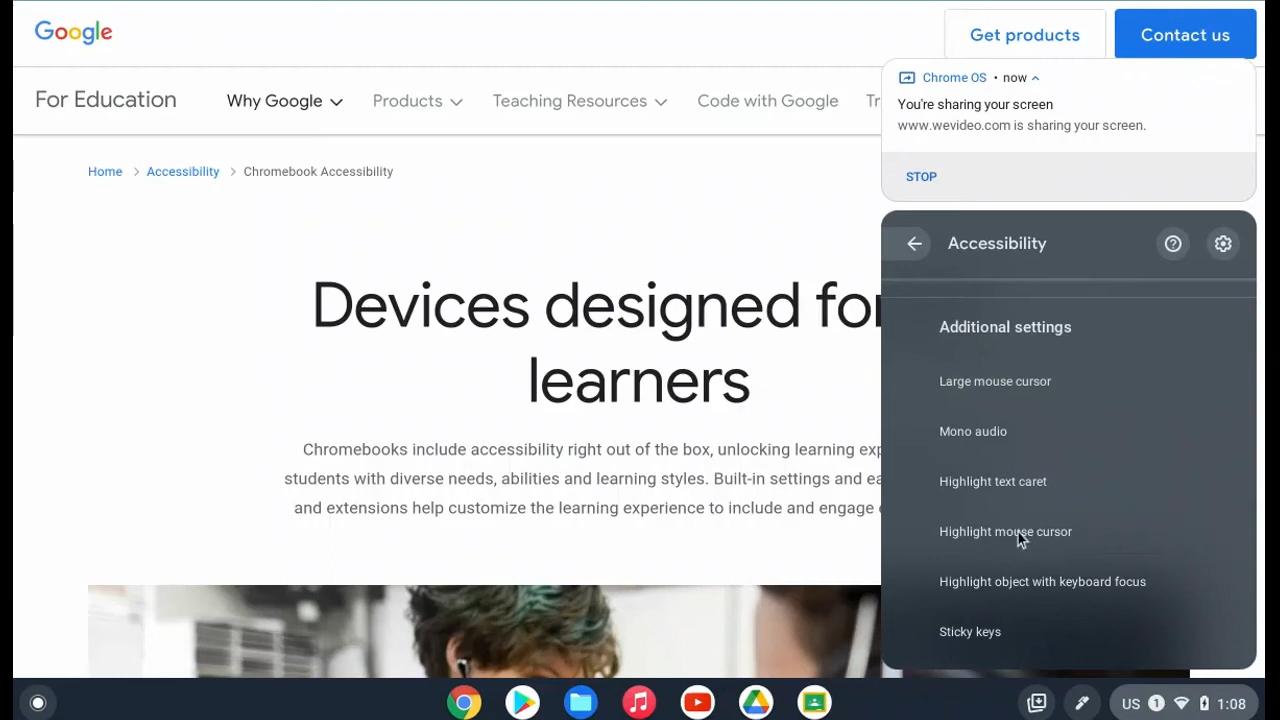 Google
Get products
Contact us
For Education
Why Google
Products
Teaching Resources
Code with Google
Home
Accessibility
Chromebook Accessibility
Chrome OS • now
You're sharing your screen
www.wevideo.com is sharing your screen.
STOP
Devices designed for
learners
Chromebooks include accessibility right out of the box, unlocking learning
students with diverse needs, abilities and learning styles. Built-in settings and
and extensions help customize the learning experience to include and engage
Accessibility
Additional settings
Large mouse cursor
Mono audio
Highlight text caret
Highlight mouse cursor
Highlight object with keyboard focus
Sticky keys
US 1 1:08